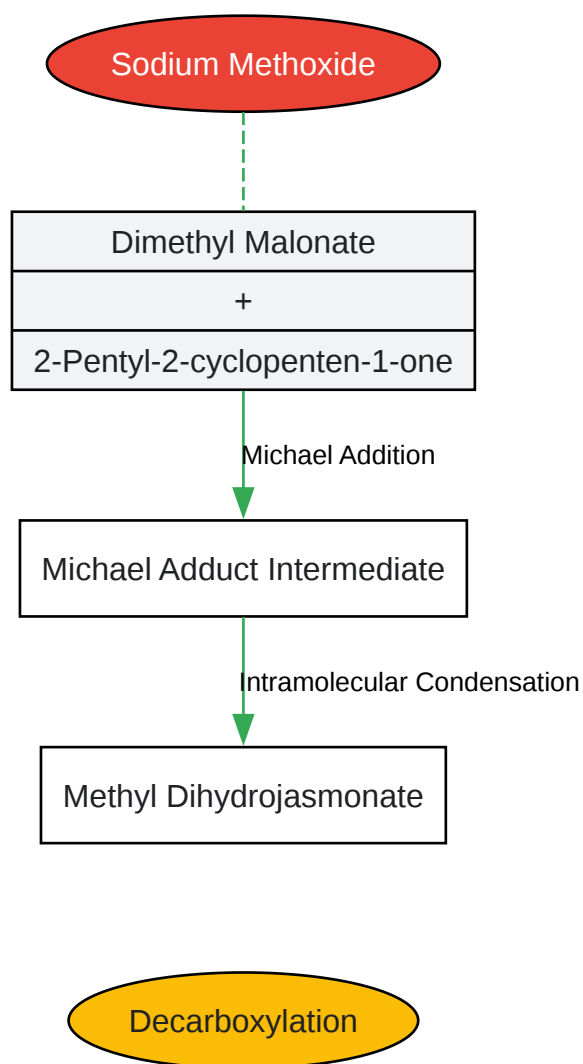 Sodium Methoxide
Dimethyl Malonate
+
2-Pentyl-2-cyclopenten-1-one
Michael Addition
Michael Adduct Intermediate
Intramolecular Condensation
Methyl Dihydrojasmonate
Decarboxylation